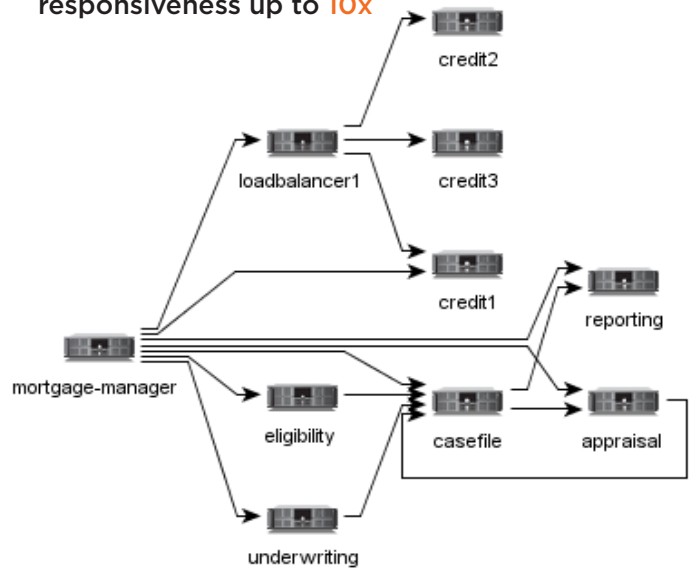 responsiveness up to 10x
credit2
loadbalancer1
credit3
credit1
reporting
mortgage-manager
eligibility
casefile
appraisal
underwriting